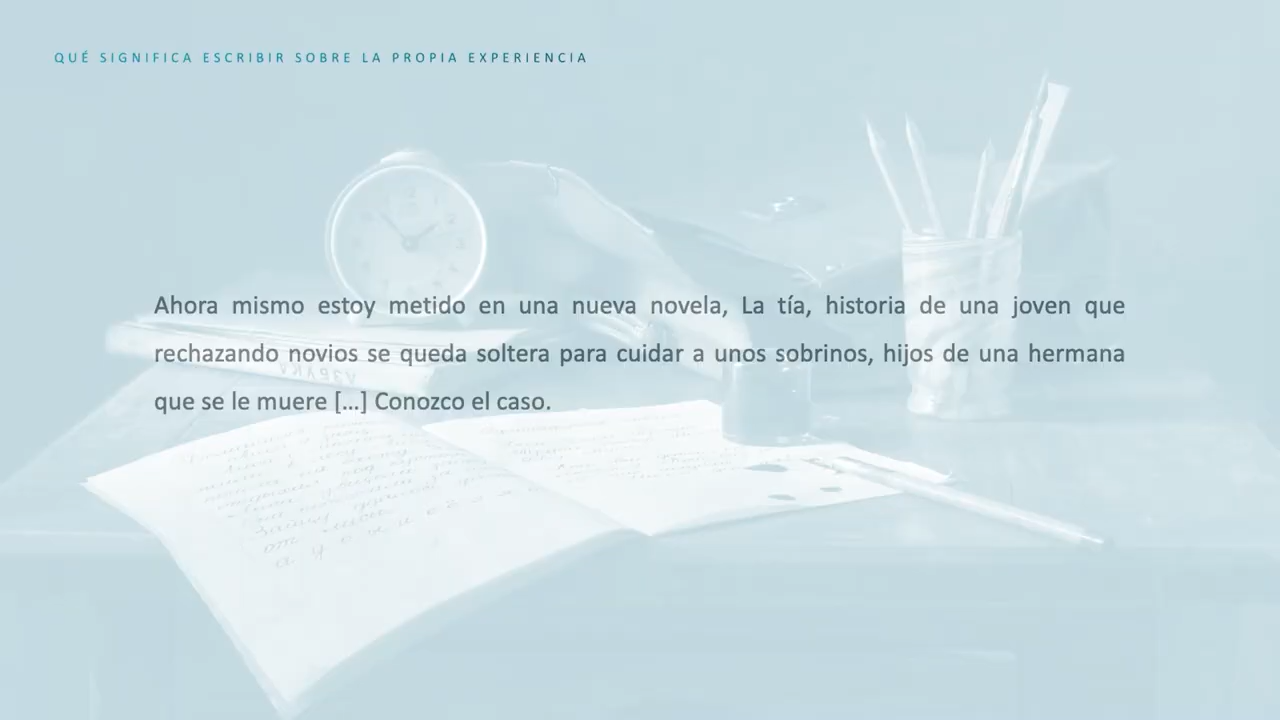 QUÉ SIGNIFICA ESCRIBIR SOBRE LA PROPIA EXPERIENCIA
Ahora mismo estoy metido en una nueva novela, La tía, historia de una joven que
rechazando novios se queda soltera para cuidar a unos sobrinos, hijos de una hermana
que se le muere [...] Conozco el caso.